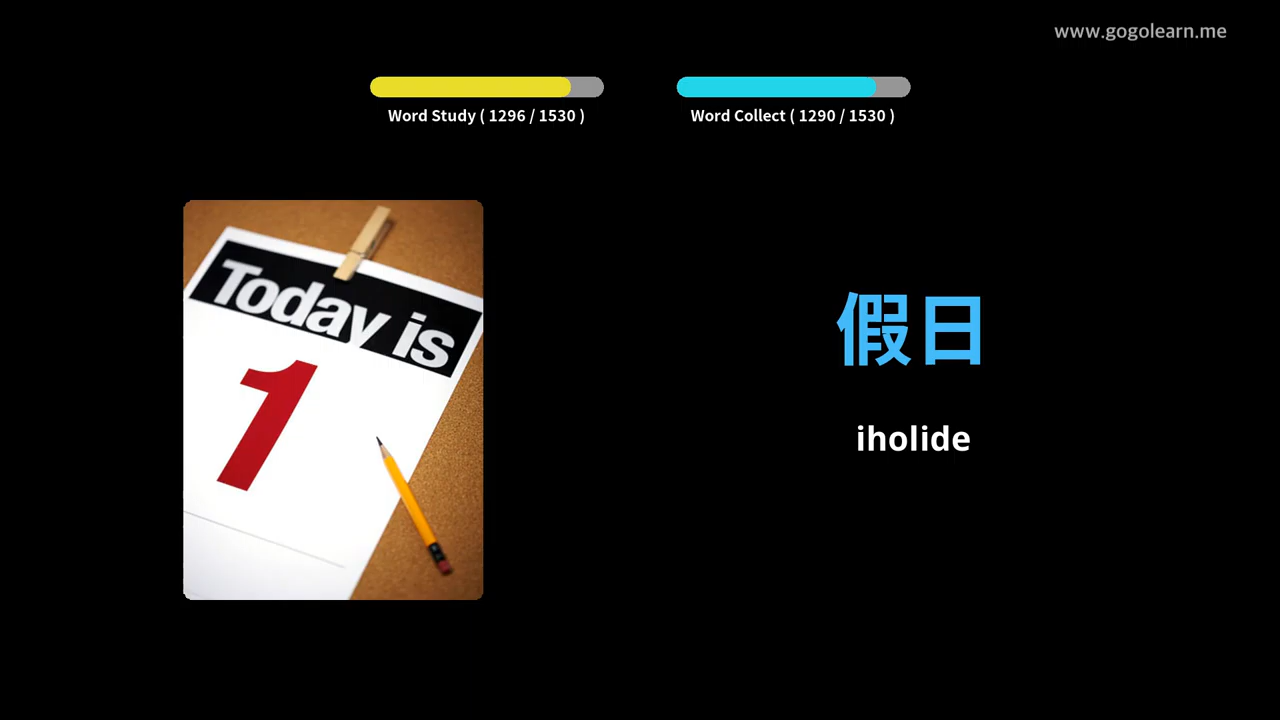 www.gogolearn.me
Word Study ( 1296 / 1530 )
Word Collect ( 1290 / 1530 )
Today is
1
假日
iholide